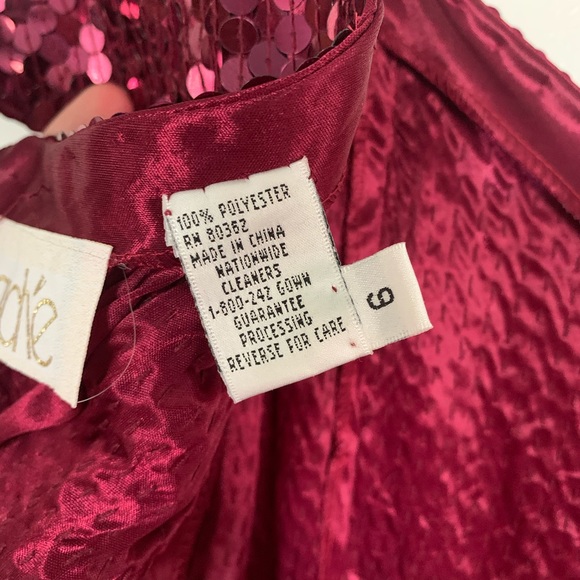 100% POLYESTER
RN 80362
MADE IN CHINA
NATIONWIDE
CLEANERS
1-800-242 GOWN
GUARANTEE
PROCESSING
REVERSE FOR CARE
6